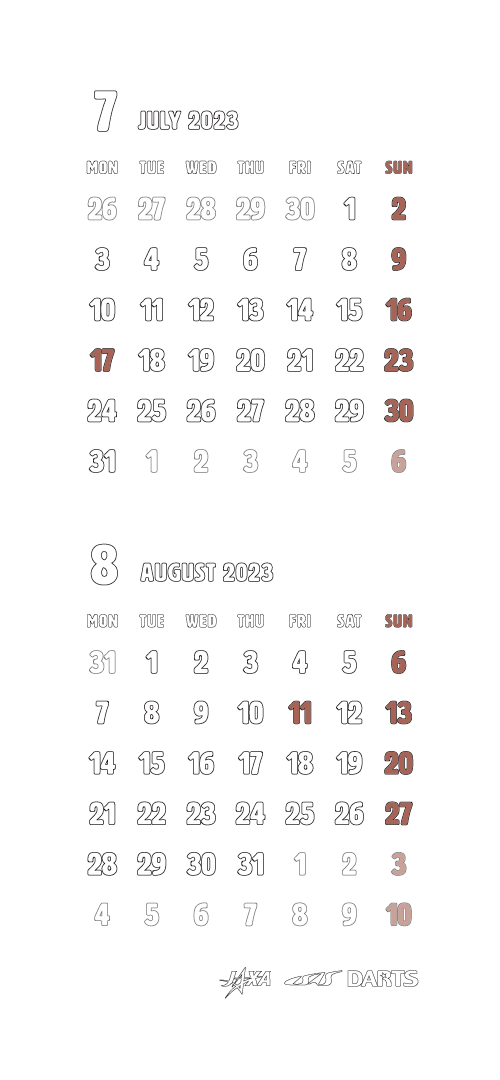 7 JULY 2023
MON TUE WED THU FRI SAT SUN
26 27 28 29 30 1 2
3 4 5 6 7 8 9
10 11 12 13 14 15 16
17 18 19 20 21 22 23
24 25 26 27 28 29 30
31 1 2 3 4 5 6
8 AUGUST 2023
MON TUE WED THU FRI SAT SUN
31 1 2 3 4 5 6
7 8 9 10 11 12 13
14 15 16 17 18 19 20
21 22 23 24 25 26 27
28 29 30 31 1 2 3
4 5 6 7 8 9 10
JAXA ISAS DARTS